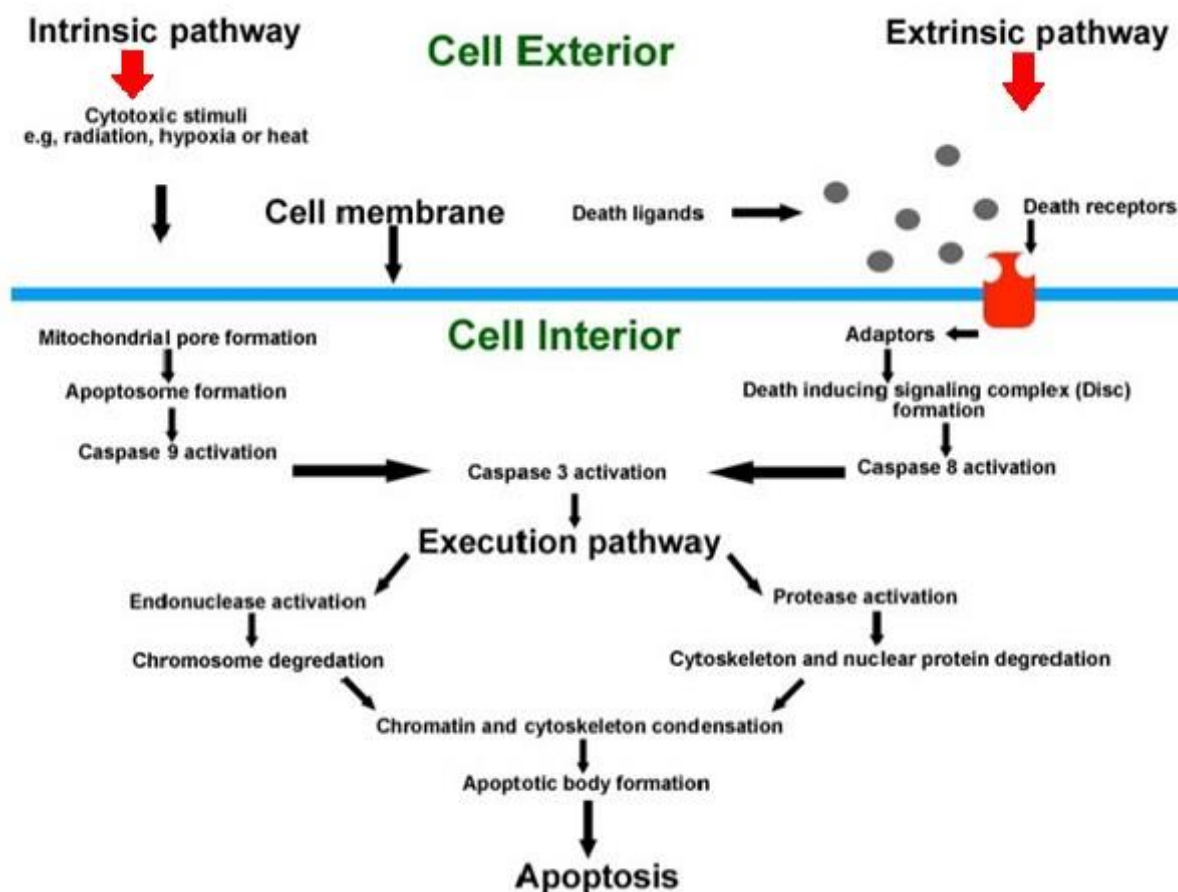 Intrinsic pathway
Cell Exterior
Extrinsic pathway
Cytotoxic stimuli
e.g, radiation, hypoxia or heat
Cell membrane
Death ligands
Death receptors
Mitochondrial pore formation
Cell Interior
Adaptors
Apoptosome formation
Death inducing signaling complex (Disc)
formation
Caspase 9 activation
Caspase 3 activation
Caspase 8 activation
Execution pathway
Endonuclease activation
Protease activation
Chromosome degredation
Cytoskeleton and nuclear protein degredation
Chromatin and cytoskeleton condensation
Apoptotic body formation
Apoptosis